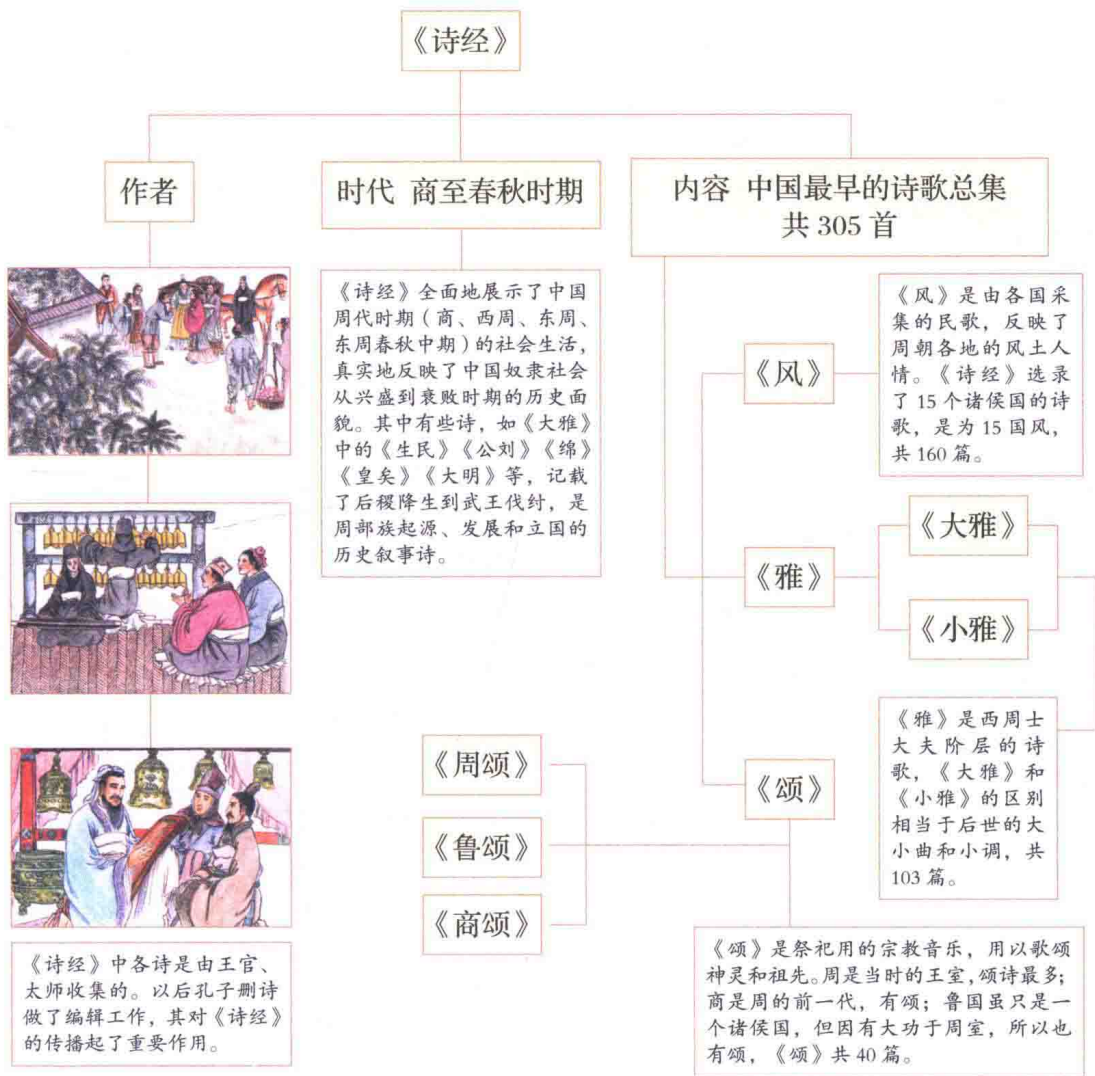 《诗经》
作者
时代 商至春秋时期
内容 中国最早的诗歌总集
共 305 首
《诗经》中各诗是由王官、
太师收集的。以后孔子删诗
做了编辑工作，其对《诗经》
的传播起了重要作用。
《诗经》全面地展示了中国
周代时期（商、西周、东周、
东周春秋中期）的社会生活，
真实地反映了中国奴隶社会
从兴盛到衰败时期的历史面
貌。其中有些诗，如《大雅》
中的《生民》《公刘》《绵》
《皇矣》《大明》等，记载
了后稷降生到武王伐纣，是
周部族起源、发展和立国的
历史叙事诗。
《风》
《风》是由各国采
集的民歌，反映了
周朝各地的风土人
情。《诗经》选录
了 15 个诸侯国的诗
歌，是为 15 国风，
共 160 篇。
《雅》
《大雅》
《小雅》
《雅》是西周士
大夫阶层的诗
歌，《大雅》和
《小雅》的区别
相当于后世的大
小曲和小调，共
103 篇。
《颂》
《周颂》
《鲁颂》
《商颂》
《颂》是祭祀用的宗教音乐，用以歌颂
神灵和祖先。周是当时的王室，颂诗最多；
商是周的前一代，有颂；鲁国虽只是一
个诸侯国，但因有大功于周室，所以也
有颂，《颂》共 40 篇。